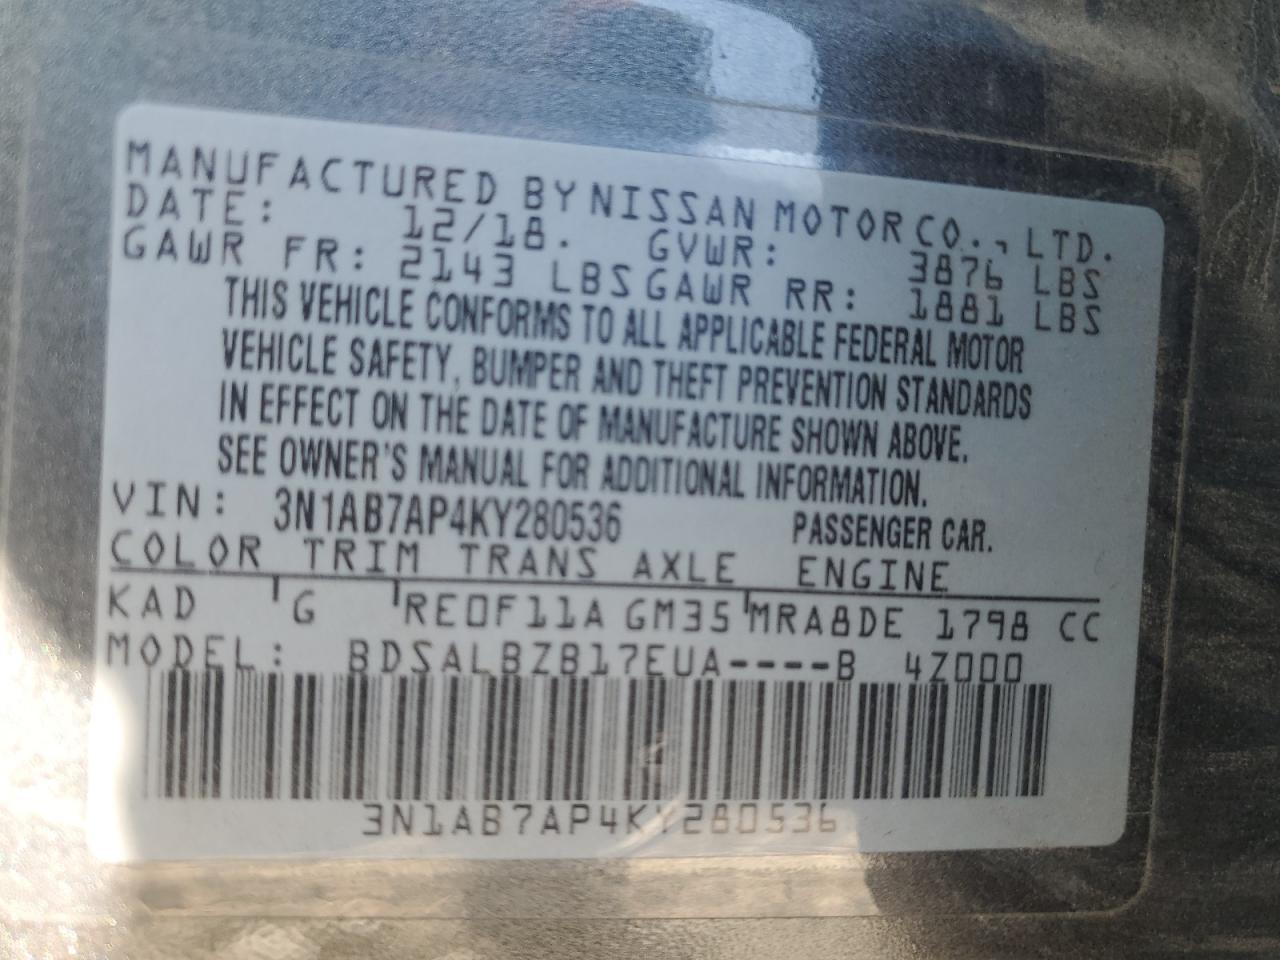 MANUFACTURED BY NISSAN MOTOR CO., LTD.
DATE: 12/18. GVWR: 3876 LBS
GAWR FR: 2143 LBS GAWR RR: 1881 LBS
THIS VEHICLE CONFORMS TO ALL APPLICABLE FEDERAL MOTOR
VEHICLE SAFETY, BUMPER AND THEFT PREVENTION STANDARDS
IN EFFECT ON THE DATE OF MANUFACTURE SHOWN ABOVE.
SEE OWNER'S MANUAL FOR ADDITIONAL INFORMATION.
VIN: 3N1AB7AP4KY280536 PASSENGER CAR.
COLOR TRIM TRANS AXLE ENGINE
KAD G RE0F11A GM35 MRA8DE 1798 CC
MODEL: BDSALBZB17EUA----B 4Z000
3N1AB7AP4KY280536